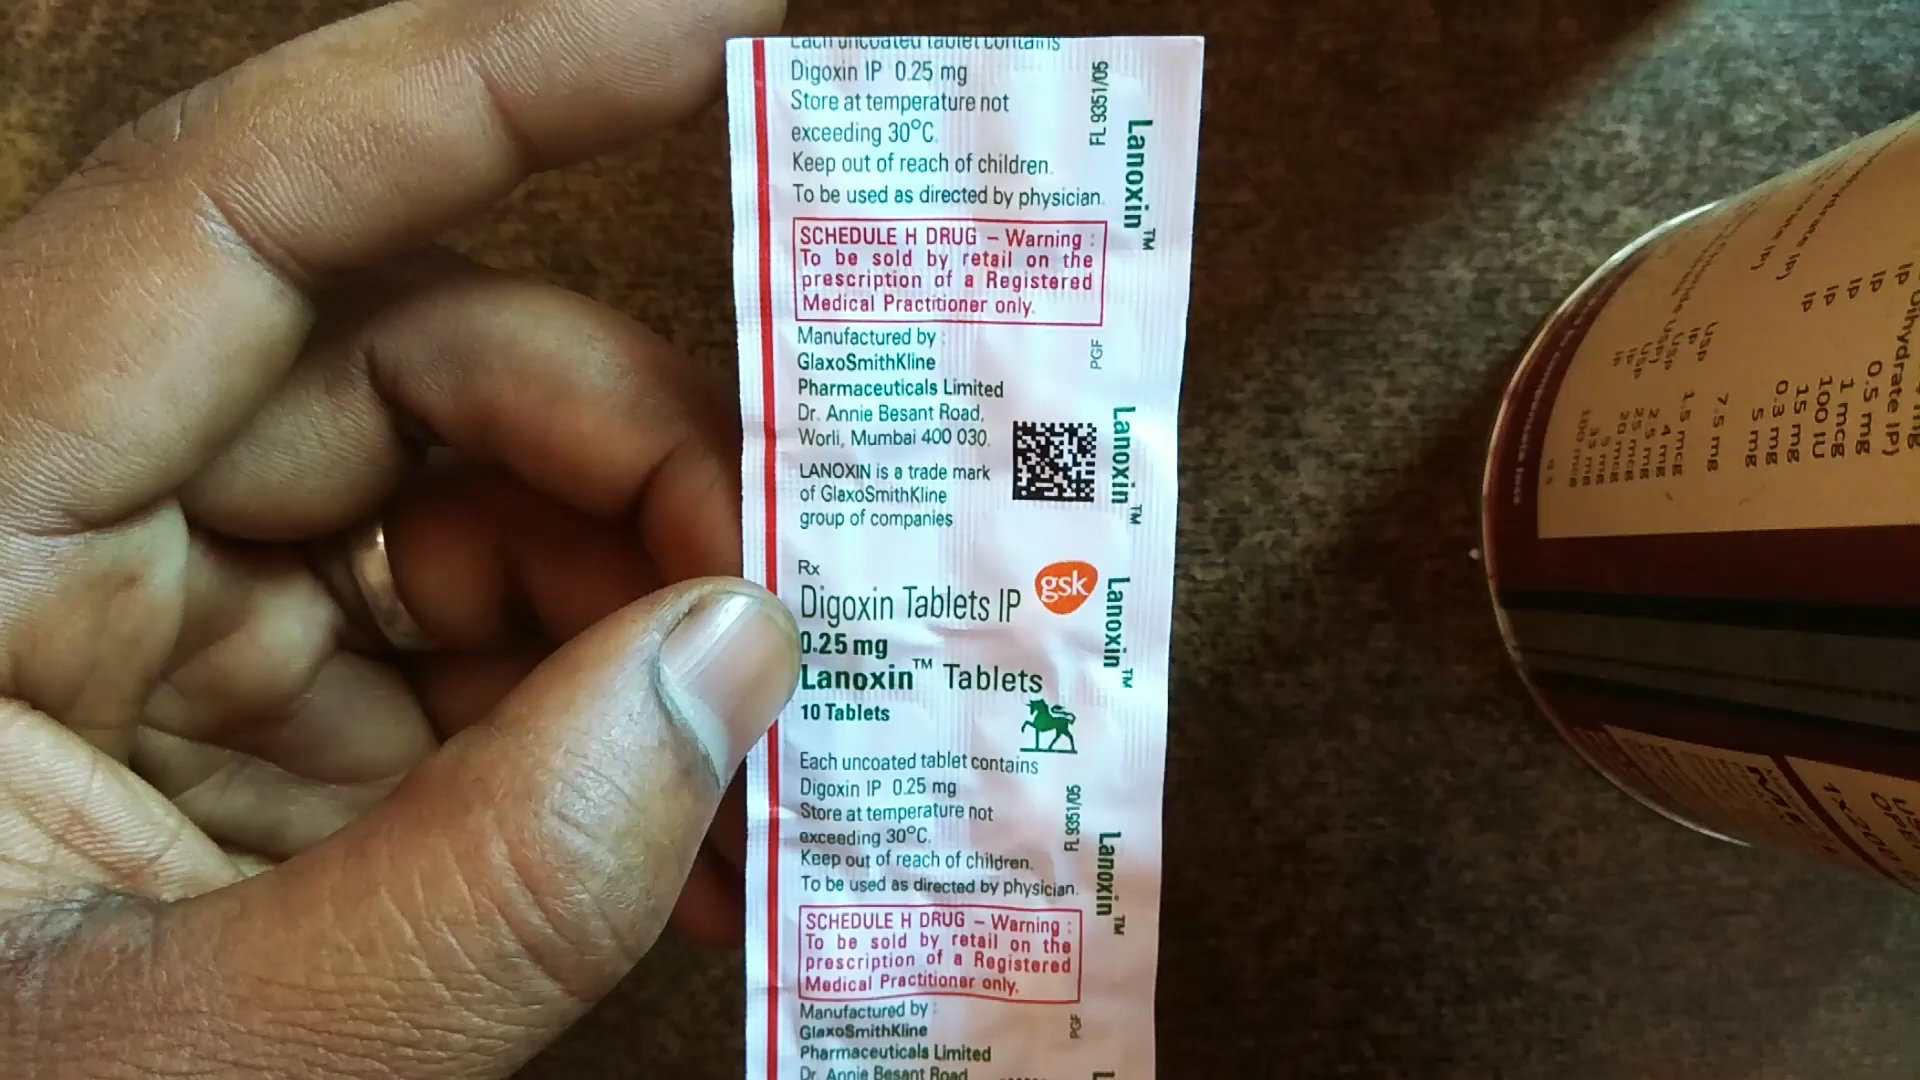 Each uncoated tablet contains
Digoxin IP 0.25 mg
Store at temperature not
exceeding 30°C.
Keep out of reach of children.
To be used as directed by physician.
FL 9351/05
Lanoxin™
SCHEDULE H DRUG – Warning :
To be sold by retail on the
prescription of a Registered
Medical Practitioner only.
Manufactured by :
GlaxoSmithKline
Pharmaceuticals Limited
Dr. Annie Besant Road,
Worli, Mumbai 400 030.
PGF
Lanoxin™
LANOXIN is a trade mark
of GlaxoSmithKline
group of companies
Rx
Digoxin Tablets IP
gsk
0.25 mg
Lanoxin™ Tablets
10 Tablets
Lanoxin™
Each uncoated tablet contains
Digoxin IP 0.25 mg
Store at temperature not
exceeding 30°C.
Keep out of reach of children.
To be used as directed by physician.
FL 9351/05
Lanoxin™
SCHEDULE H DRUG – Warning :
To be sold by retail on the
prescription of a Registered
Medical Practitioner only.
Manufactured by :
GlaxoSmithKline
Pharmaceuticals Limited
Dr. Annie Besant Road
PGF
IP 0.5 mg
IP 1 mcg
IP 100 IU
15 mg
IP 0.3 mg
5 mg
USP 7.5 mg